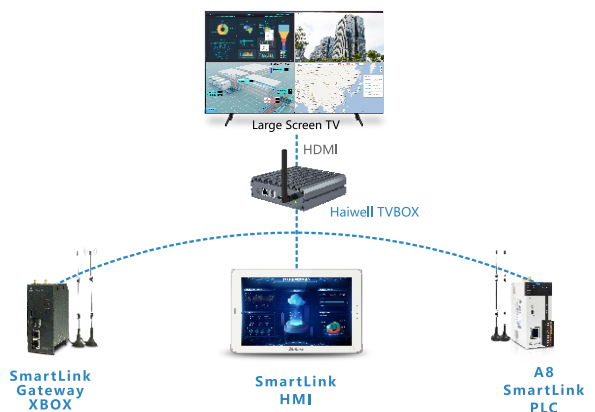 Large Screen TV
HDMI
Haiwell TVBOX
SmartLink
Gateway
XBOX
SmartLink
HMI
A8
SmartLink
PLC